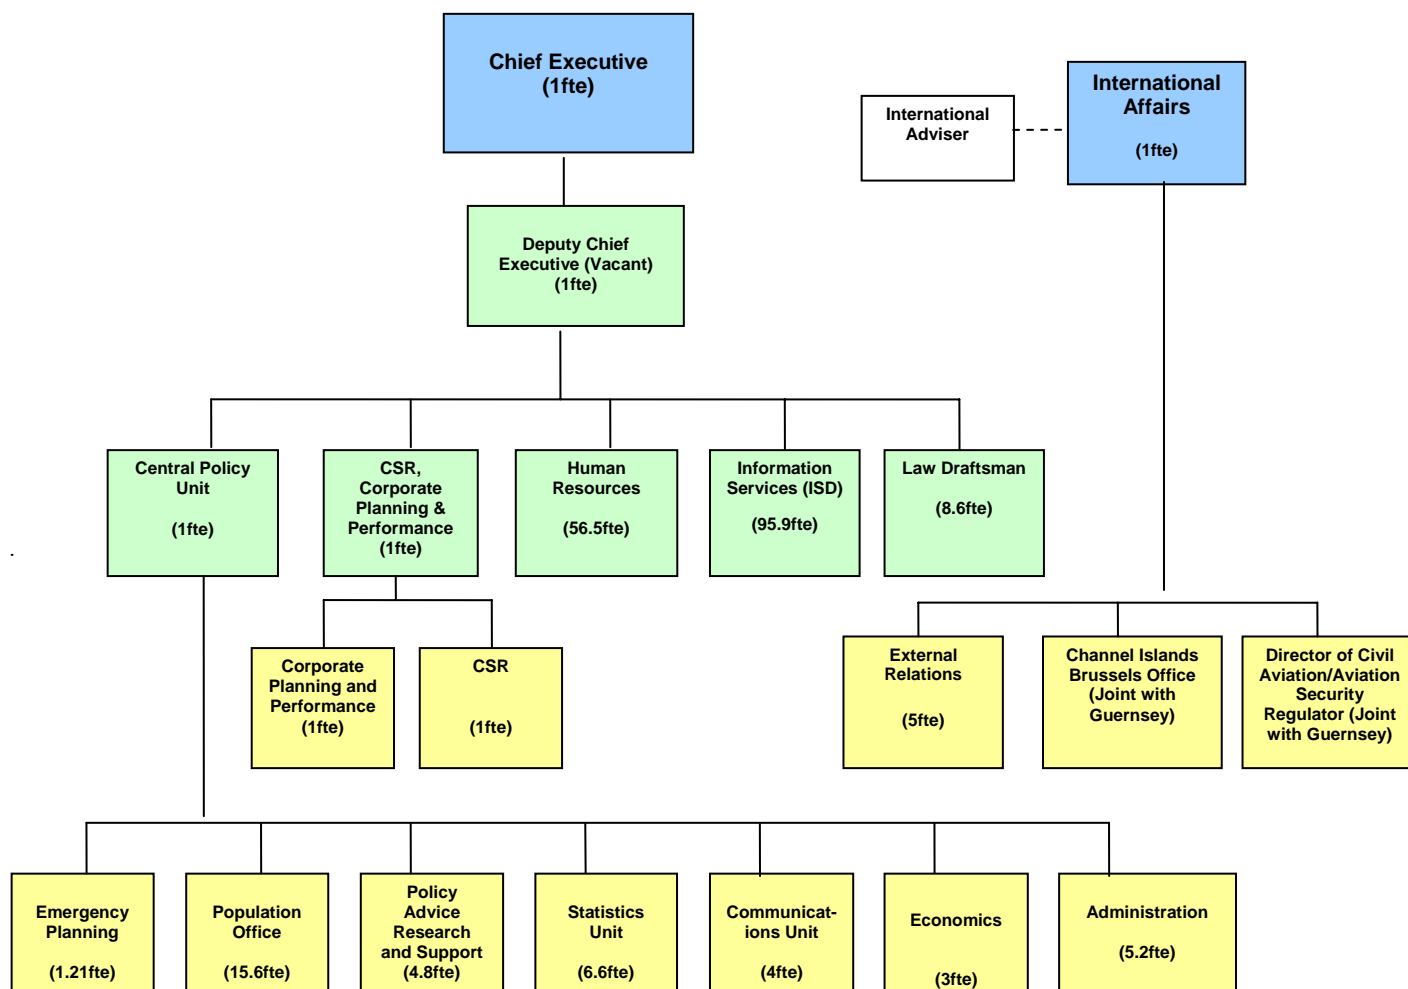 Chief Executive
(1fte)
International
Adviser
International
Affairs
(1fte)
Deputy Chief
Executive (Vacant)
(1fte)
Central Policy
Unit
(1fte)
CSR,
Corporate
Planning &
Performance
(1fte)
Human
Resources
(56.5fte)
Information
Services (ISD)
(95.9fte)
Law Draftsman
(8.6fte)
Corporate
Planning and
Performance
(1fte)
CSR
(1fte)
External
Relations
(5fte)
Channel Islands
Brussels Office
(Joint with
Guernsey)
Director of Civil
Aviation/Aviation
Security
Regulator (Joint
with Guernsey)
Emergency
Planning
(1.21fte)
Population
Office
(15.6fte)
Policy
Advice
Research
and Support
(4.8fte)
Statistics
Unit
(6.6fte)
Communicat-
ions Unit
(4fte)
Economics
(3fte)
Administration
(5.2fte)